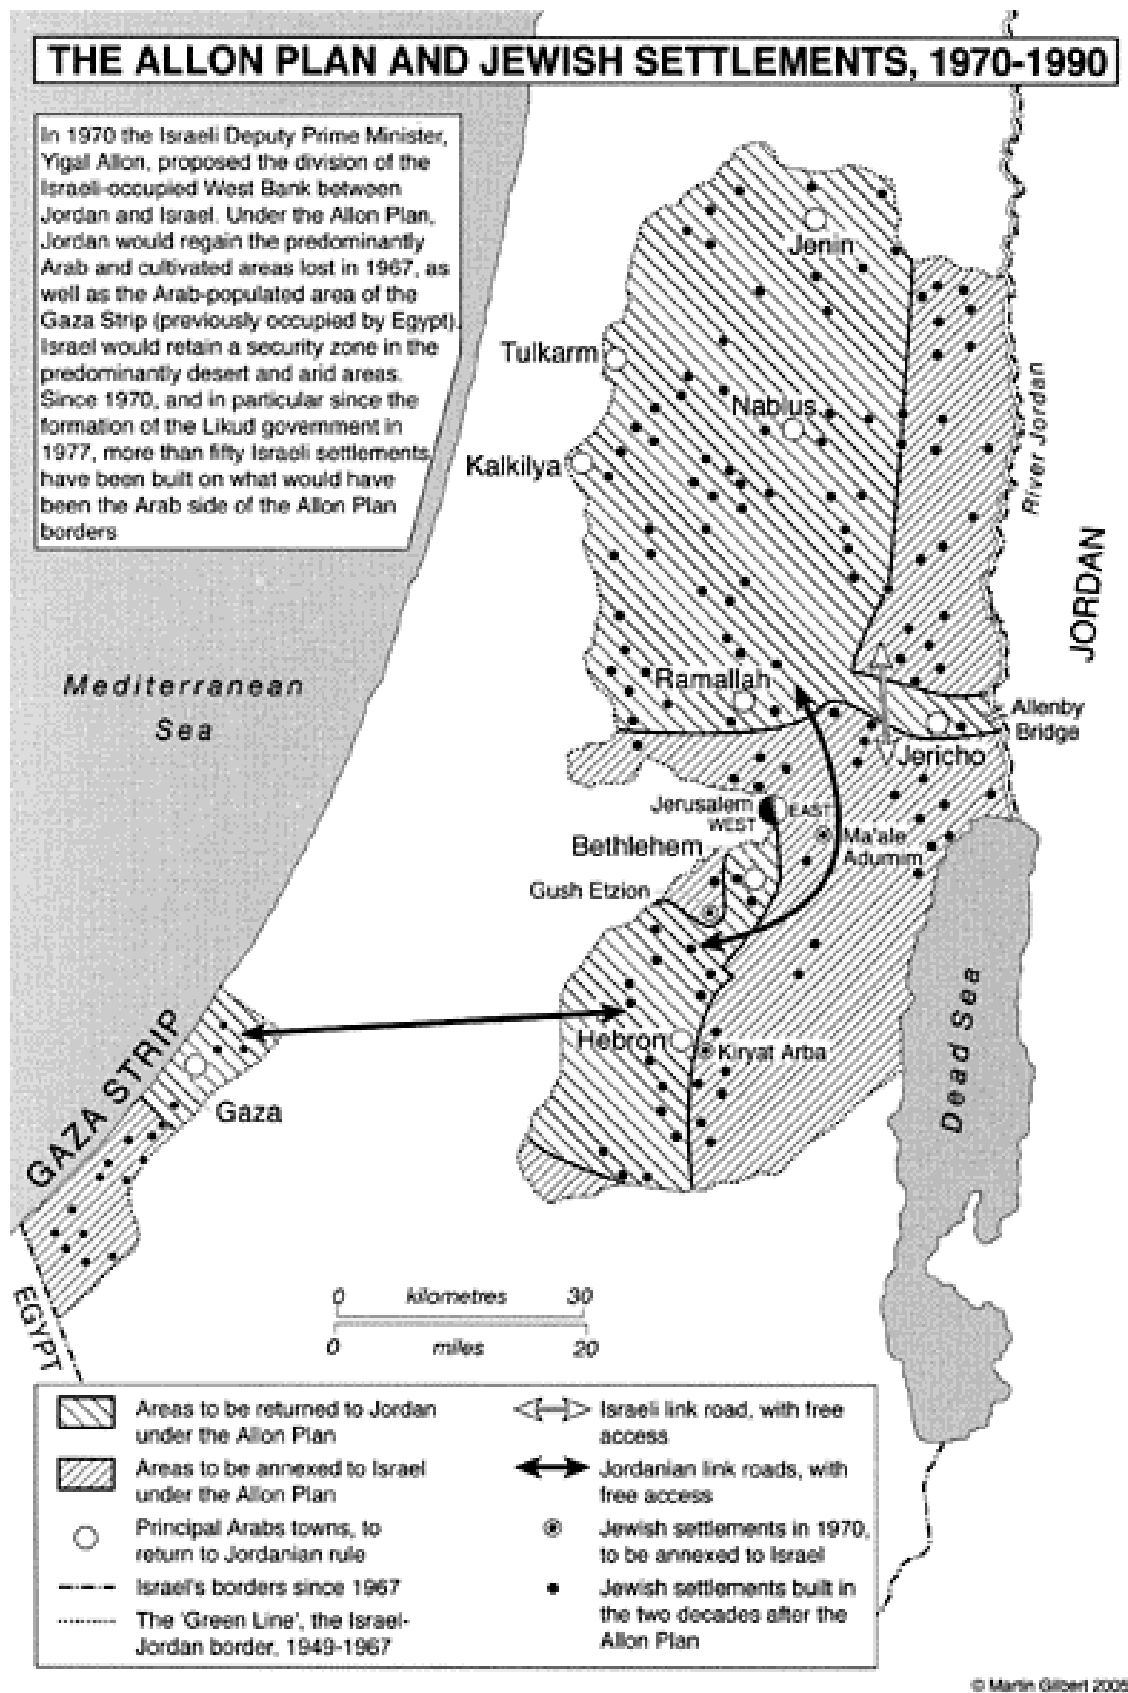 THE ALLON PLAN AND JEWISH SETTLEMENTS, 1970-1990
In 1970 the Israeli Deputy Prime Minister,
Yigal Allon, proposed the division of the
Israeli-occupied West Bank between
Jordan and Israel. Under the Allon Plan,
Jordan would regain the predominantly
Arab and cultivated areas lost in 1967, as
well as the Arab-populated area of the
Gaza Strip (previously occupied by Egypt).
Israel would retain a security zone in the
predominantly desert and arid areas.
Since 1970, and in particular since the
formation of the Likud government in
1977, more than fifty Israeli settlements
have been built on what would have
been the Arab side of the Allon Plan
borders
Jenin
Tulkarm
Nablus
Kalkilya
River Jordan
JORDAN
Mediterranean
Sea
Ramallah
Allenby
Bridge
Jericho
Jerusalem
WEST
EAST
Ma'ale
Adumim
Bethlehem
Gush Etzion
Hebron
Kiryat Arba
Dead Sea
GAZA STRIP
Gaza
EGYPT
0 kilometres 30
0 miles 20
Areas to be returned to Jordan
under the Allon Plan
Areas to be annexed to Israel
under the Allon Plan
Principal Arabs towns, to
return to Jordanian rule
Israel's borders since 1967
The 'Green Line', the Israel-
Jordan border, 1949-1967
Israeli link road, with free
access
Jordanian link roads, with
free access
Jewish settlements in 1970,
to be annexed to Israel
Jewish settlements built in
the two decades after the
Allon Plan
© Martin Gilbert 2005